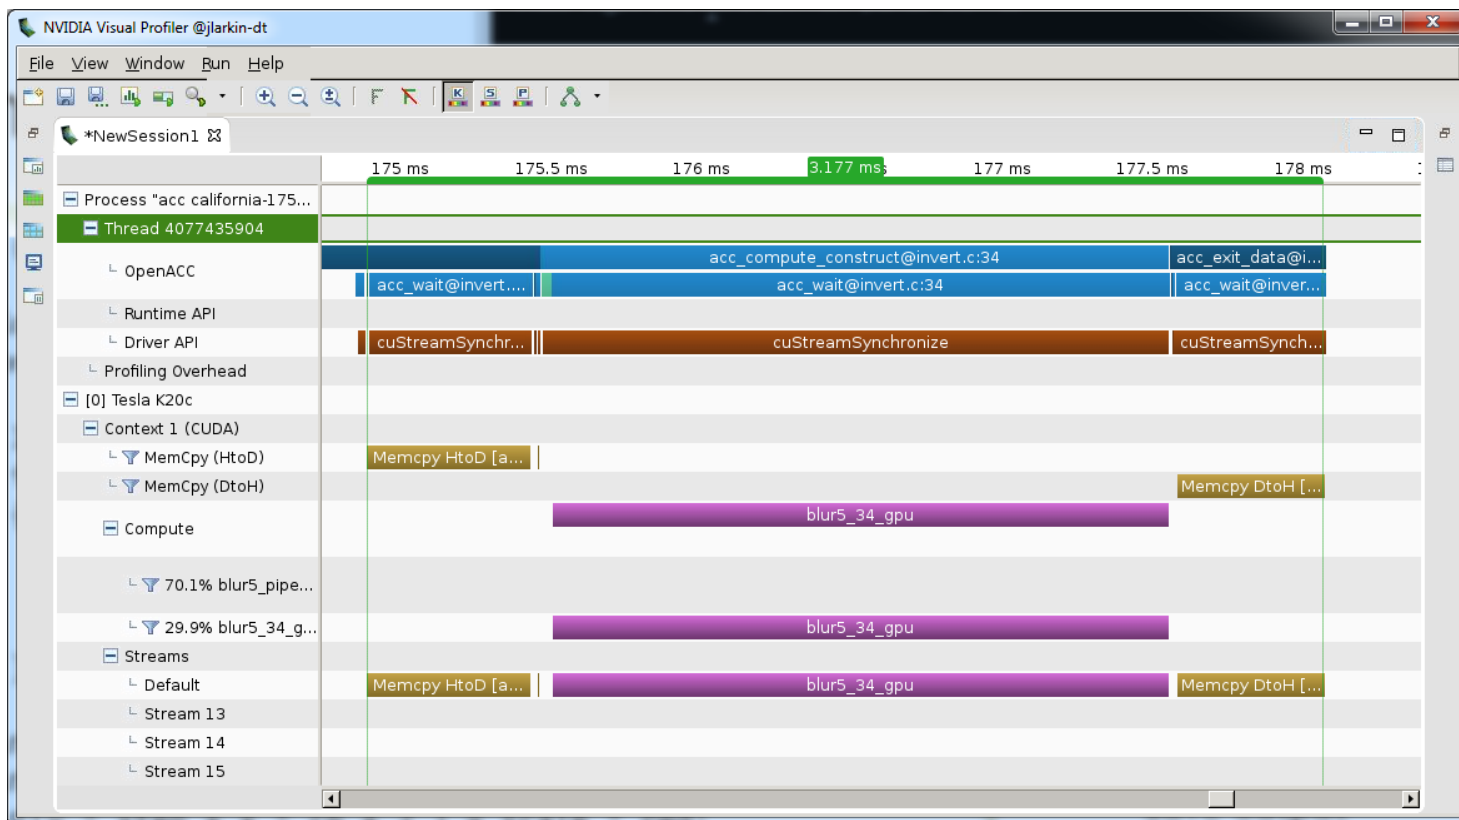 NVIDIA Visual Profiler @jlarkin-dt
File View Window Run Help
*NewSession1
175 ms 175.5 ms 176 ms 3.177 ms 177 ms 177.5 ms 178 ms
Process "acc california-175...
Thread 4077435904
OpenACC
acc_compute_construct@invert.c:34 acc_exit_data@i...
acc_wait@invert.... acc_wait@invert.c:34 acc_wait@inver...
Runtime API
Driver API cuStreamSynchr... cuStreamSynchronize cuStreamSynch...
Profiling Overhead
[0] Tesla K20c
Context 1 (CUDA)
MemCpy (HtoD) Memcpy HtoD [a...
MemCpy (DtoH) Memcpy DtoH [...
Compute blur5_34_gpu
70.1% blur5_pipe...
29.9% blur5_34_g... blur5_34_gpu
Streams
Default Memcpy HtoD [a... blur5_34_gpu Memcpy DtoH [...
Stream 13
Stream 14
Stream 15